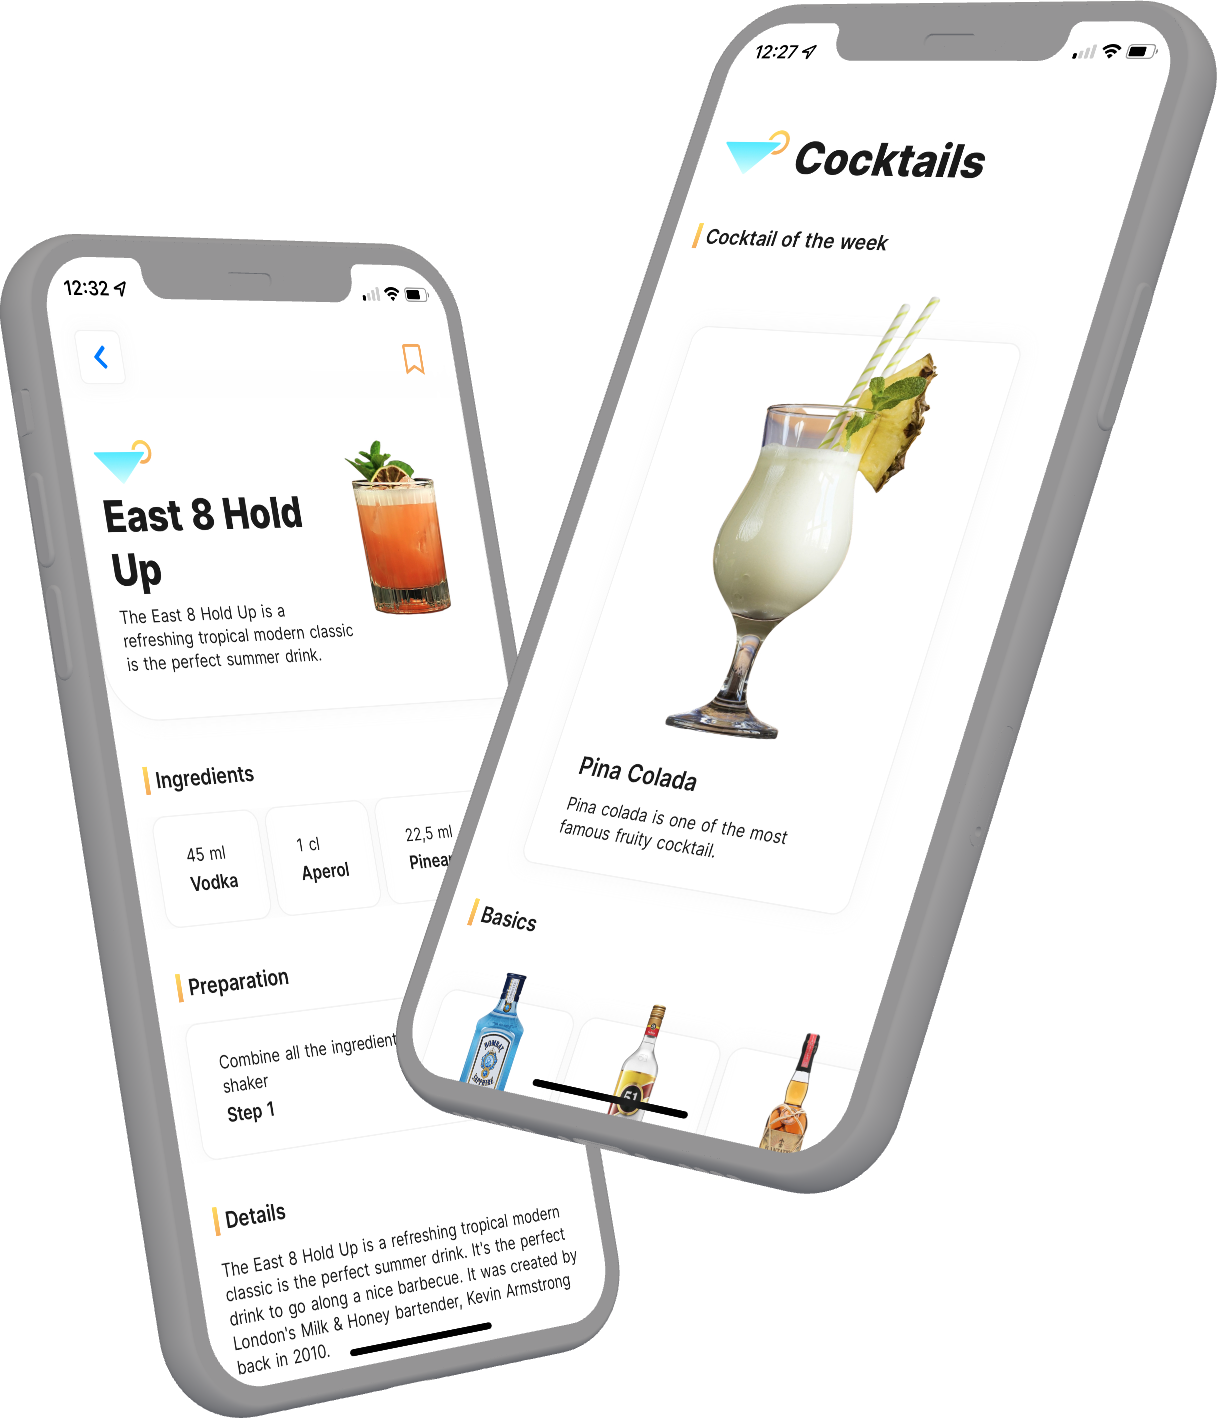 12:32
East 8 Hold
Up
The East 8 Hold Up is a
refreshing tropical modern classic
is the perfect summer drink.
Ingredients
45 ml
Vodka
1 cl
Aperol
22,5 ml
Pineap
Preparation
Combine all the ingredient
shaker
Step 1
Details
The East 8 Hold Up is a refreshing tropical modern
classic is the perfect summer drink. It's the perfect
drink to go along a nice barbecue. It was created by
London's Milk & Honey bartender, Kevin Armstrong
back in 2010.
12:27
Cocktails
Cocktail of the week
Pina Colada
Pina colada is one of the most
famous fruity cocktail.
Basics
BOMBAY
SAPPHIRE
51